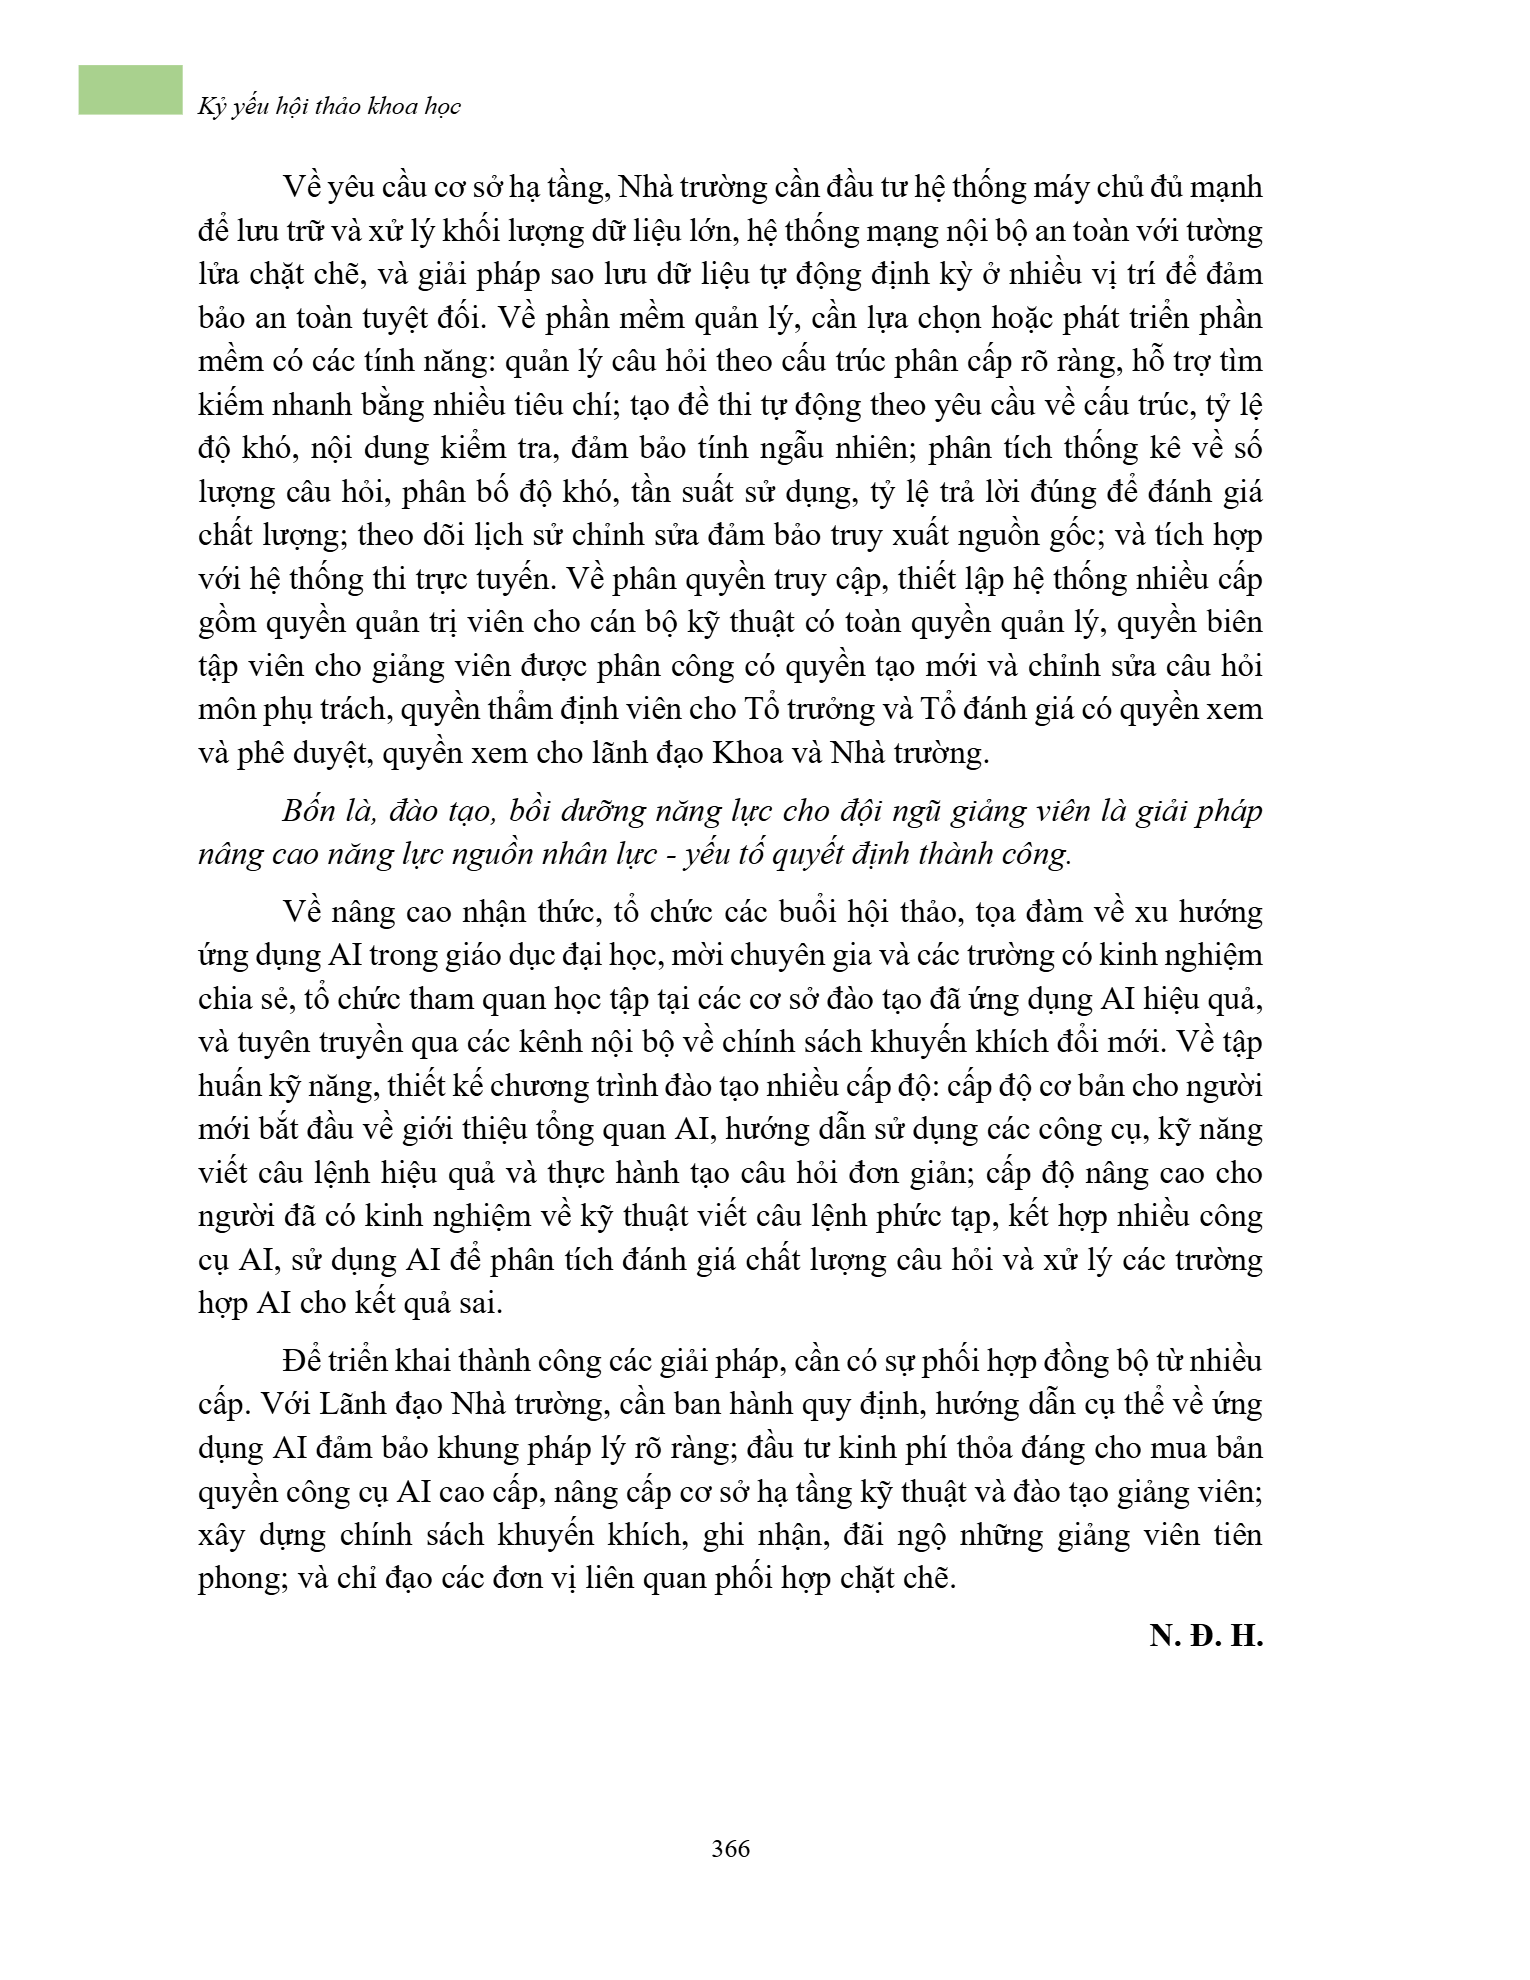 Kỷ yếu hội thảo khoa học
Về yêu cầu cơ sở hạ tầng, Nhà trường cần đầu tư hệ thống máy chủ đủ mạnh
để lưu trữ và xử lý khối lượng dữ liệu lớn, hệ thống mạng nội bộ an toàn với tường
lửa chặt chẽ, và giải pháp sao lưu dữ liệu tự động định kỳ ở nhiều vị trí để đảm
bảo an toàn tuyệt đối. Về phần mềm quản lý, cần lựa chọn hoặc phát triển phần
mềm có các tính năng: quản lý câu hỏi theo cấu trúc phân cấp rõ ràng, hỗ trợ tìm
kiếm nhanh bằng nhiều tiêu chí; tạo đề thi tự động theo yêu cầu về cấu trúc, tỷ lệ
độ khó, nội dung kiểm tra, đảm bảo tính ngẫu nhiên; phân tích thống kê về số
lượng câu hỏi, phân bố độ khó, tần suất sử dụng, tỷ lệ trả lời đúng để đánh giá
chất lượng; theo dõi lịch sử chỉnh sửa đảm bảo truy xuất nguồn gốc; và tích hợp
với hệ thống thi trực tuyến. Về phân quyền truy cập, thiết lập hệ thống nhiều cấp
gồm quyền quản trị viên cho cán bộ kỹ thuật có toàn quyền quản lý, quyền biên
tập viên cho giảng viên được phân công có quyền tạo mới và chỉnh sửa câu hỏi
môn phụ trách, quyền thẩm định viên cho Tổ trưởng và Tổ đánh giá có quyền xem
và phê duyệt, quyền xem cho lãnh đạo Khoa và Nhà trường.
Bốn là, đào tạo, bồi dưỡng năng lực cho đội ngũ giảng viên là giải pháp
nâng cao năng lực nguồn nhân lực - yếu tố quyết định thành công.
Về nâng cao nhận thức, tổ chức các buổi hội thảo, tọa đàm về xu hướng
ứng dụng AI trong giáo dục đại học, mời chuyên gia và các trường có kinh nghiệm
chia sẻ, tổ chức tham quan học tập tại các cơ sở đào tạo đã ứng dụng AI hiệu quả,
và tuyên truyền qua các kênh nội bộ về chính sách khuyến khích đổi mới. Về tập
huấn kỹ năng, thiết kế chương trình đào tạo nhiều cấp độ: cấp độ cơ bản cho người
mới bắt đầu về giới thiệu tổng quan AI, hướng dẫn sử dụng các công cụ, kỹ năng
viết câu lệnh hiệu quả và thực hành tạo câu hỏi đơn giản; cấp độ nâng cao cho
người đã có kinh nghiệm về kỹ thuật viết câu lệnh phức tạp, kết hợp nhiều công
cụ AI, sử dụng AI để phân tích đánh giá chất lượng câu hỏi và xử lý các trường
hợp AI cho kết quả sai.
Để triển khai thành công các giải pháp, cần có sự phối hợp đồng bộ từ nhiều
cấp. Với Lãnh đạo Nhà trường, cần ban hành quy định, hướng dẫn cụ thể về ứng
dụng AI đảm bảo khung pháp lý rõ ràng; đầu tư kinh phí thỏa đáng cho mua bản
quyền công cụ AI cao cấp, nâng cấp cơ sở hạ tầng kỹ thuật và đào tạo giảng viên;
xây dựng chính sách khuyến khích, ghi nhận, đãi ngộ những giảng viên tiên
phong; và chỉ đạo các đơn vị liên quan phối hợp chặt chẽ.
N. Đ. H.
366